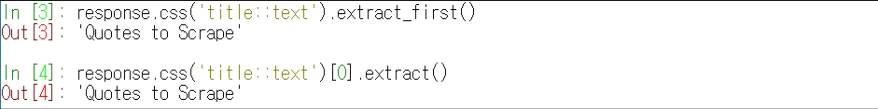 In [3]: response.css('title::text').extract_first()
Out[3]: 'Quotes to Scrape'
In [4]: response.css('title::text')[0].extract()
Out[4]: 'Quotes to Scrape'